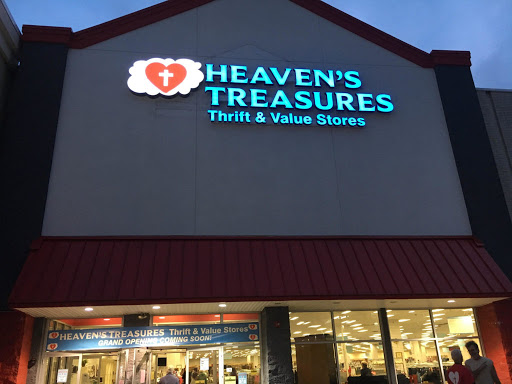 HEAVEN'S
TREASURES
Thrift & Value Stores
HEAVEN'S TREASURES Thrift & Value Stores
GRAND OPENING COMING SOON!